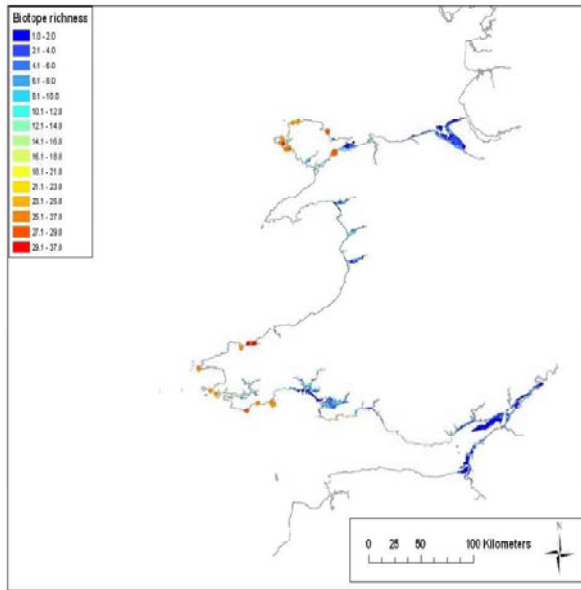 Biotope richness
1.0 - 2.0
2.1 - 4.0
4.1 - 6.0
6.1 - 8.0
8.1 - 10.0
10.1 - 12.0
12.1 - 14.0
14.1 - 16.0
16.1 - 18.0
18.1 - 21.0
21.1 - 23.0
23.1 - 25.0
25.1 - 27.0
27.1 - 29.0
29.1 - 37.0
N
0 25 50 100 Kilometers